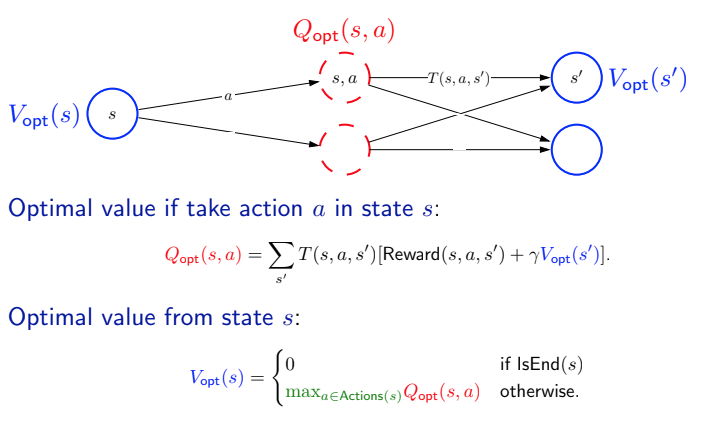 Q_opt(s, a)
V_opt(s) s a s, a T(s, a, s′) s′ V_opt(s′)
Optimal value if take action a in state s:
Q_opt(s, a) = ∑_{s′} T(s, a, s′)[Reward(s, a, s′) + γV_opt(s′)].
Optimal value from state s:
V_opt(s) = { 0 if IsEnd(s)
max_{a∈Actions(s)} Q_opt(s, a) otherwise.